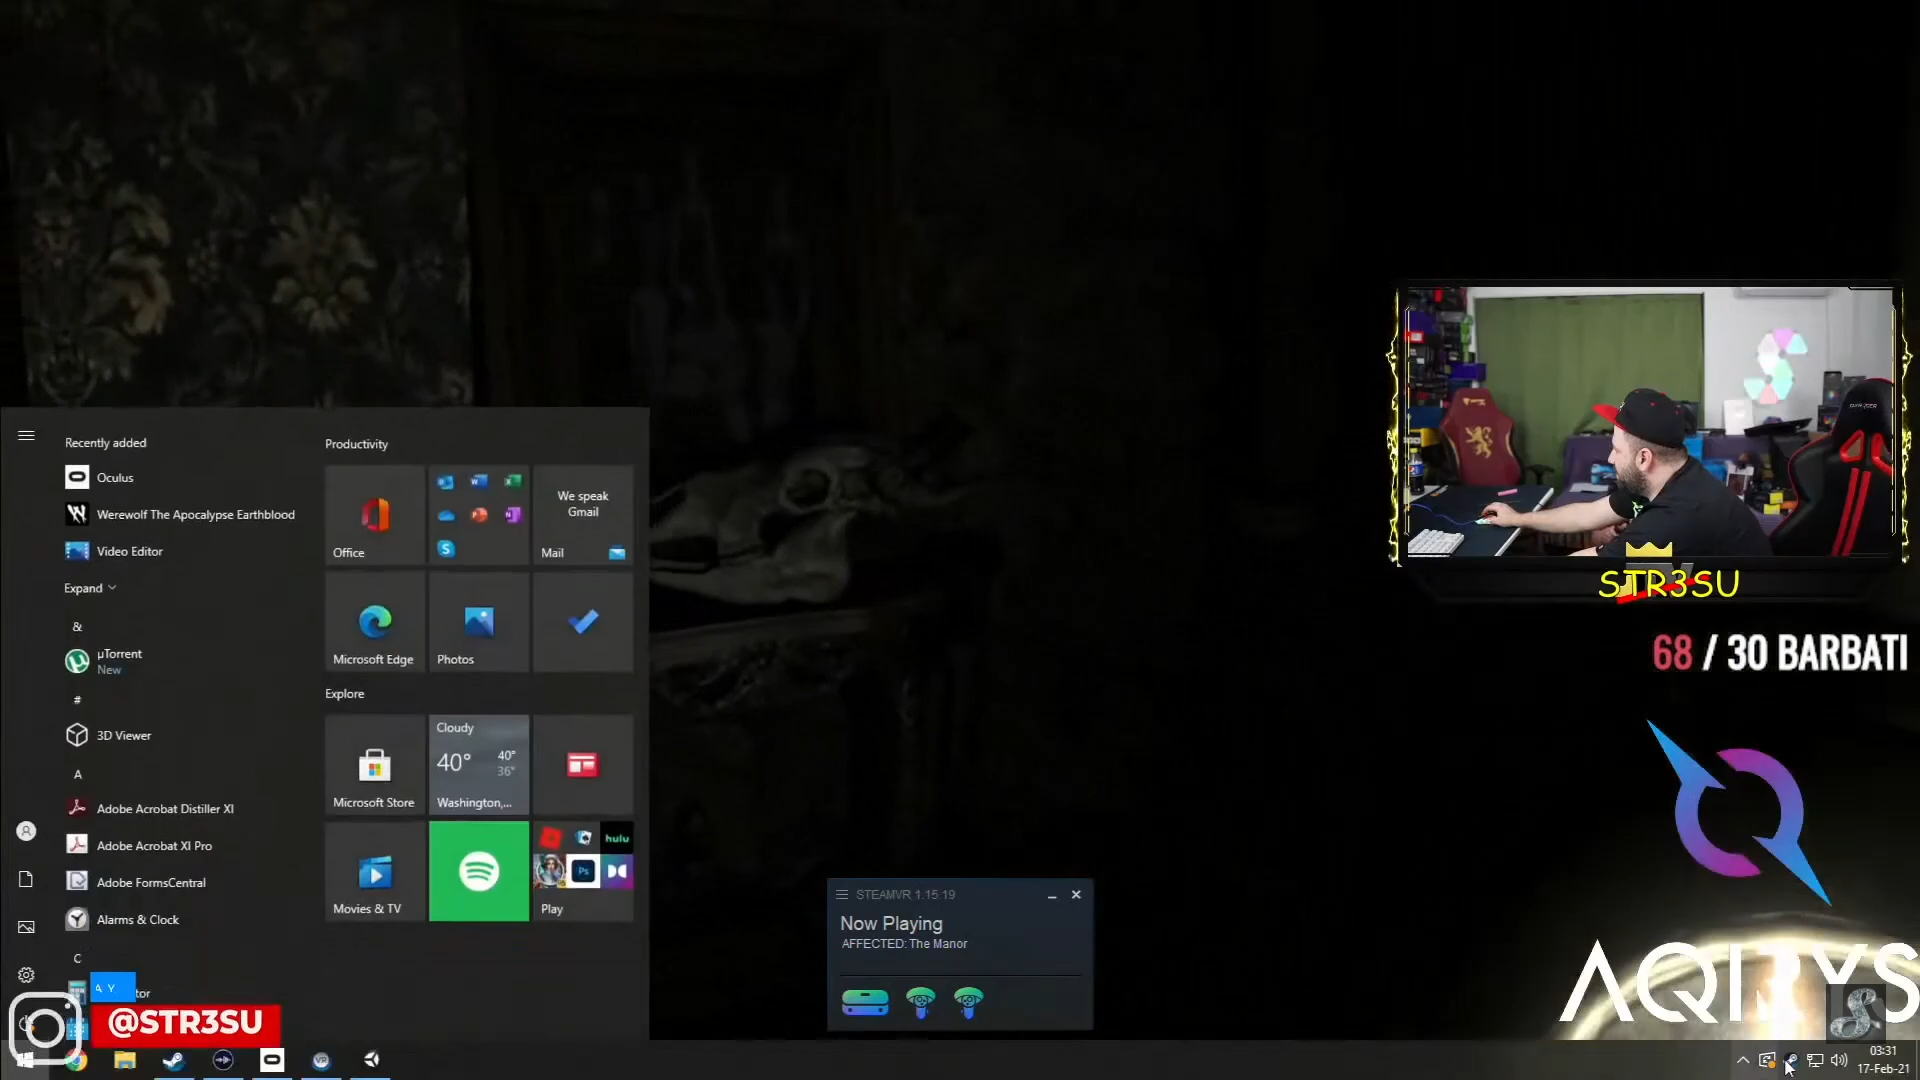 Recently added
Oculus
Werewolf The Apocalypse Earthblood
Video Editor
Expand
&
µTorrent
New
#
3D Viewer
A
Adobe Acrobat Distiller XI
Adobe Acrobat XI Pro
Adobe FormsCentral
Alarms & Clock
C
A Y
tor
@STR3SU
Productivity
Office
We speak
Gmail
Mail
Microsoft Edge
Photos
Explore
Microsoft Store
Cloudy
40°
40°
36°
Washington,...
Movies & TV
hulu
Ps
Play
STEAMVR 1.15.19
Now Playing
AFFECTED: The Manor
STR3SU
68 / 30 BARBATI
AQIRYS
03:31
17-Feb-21